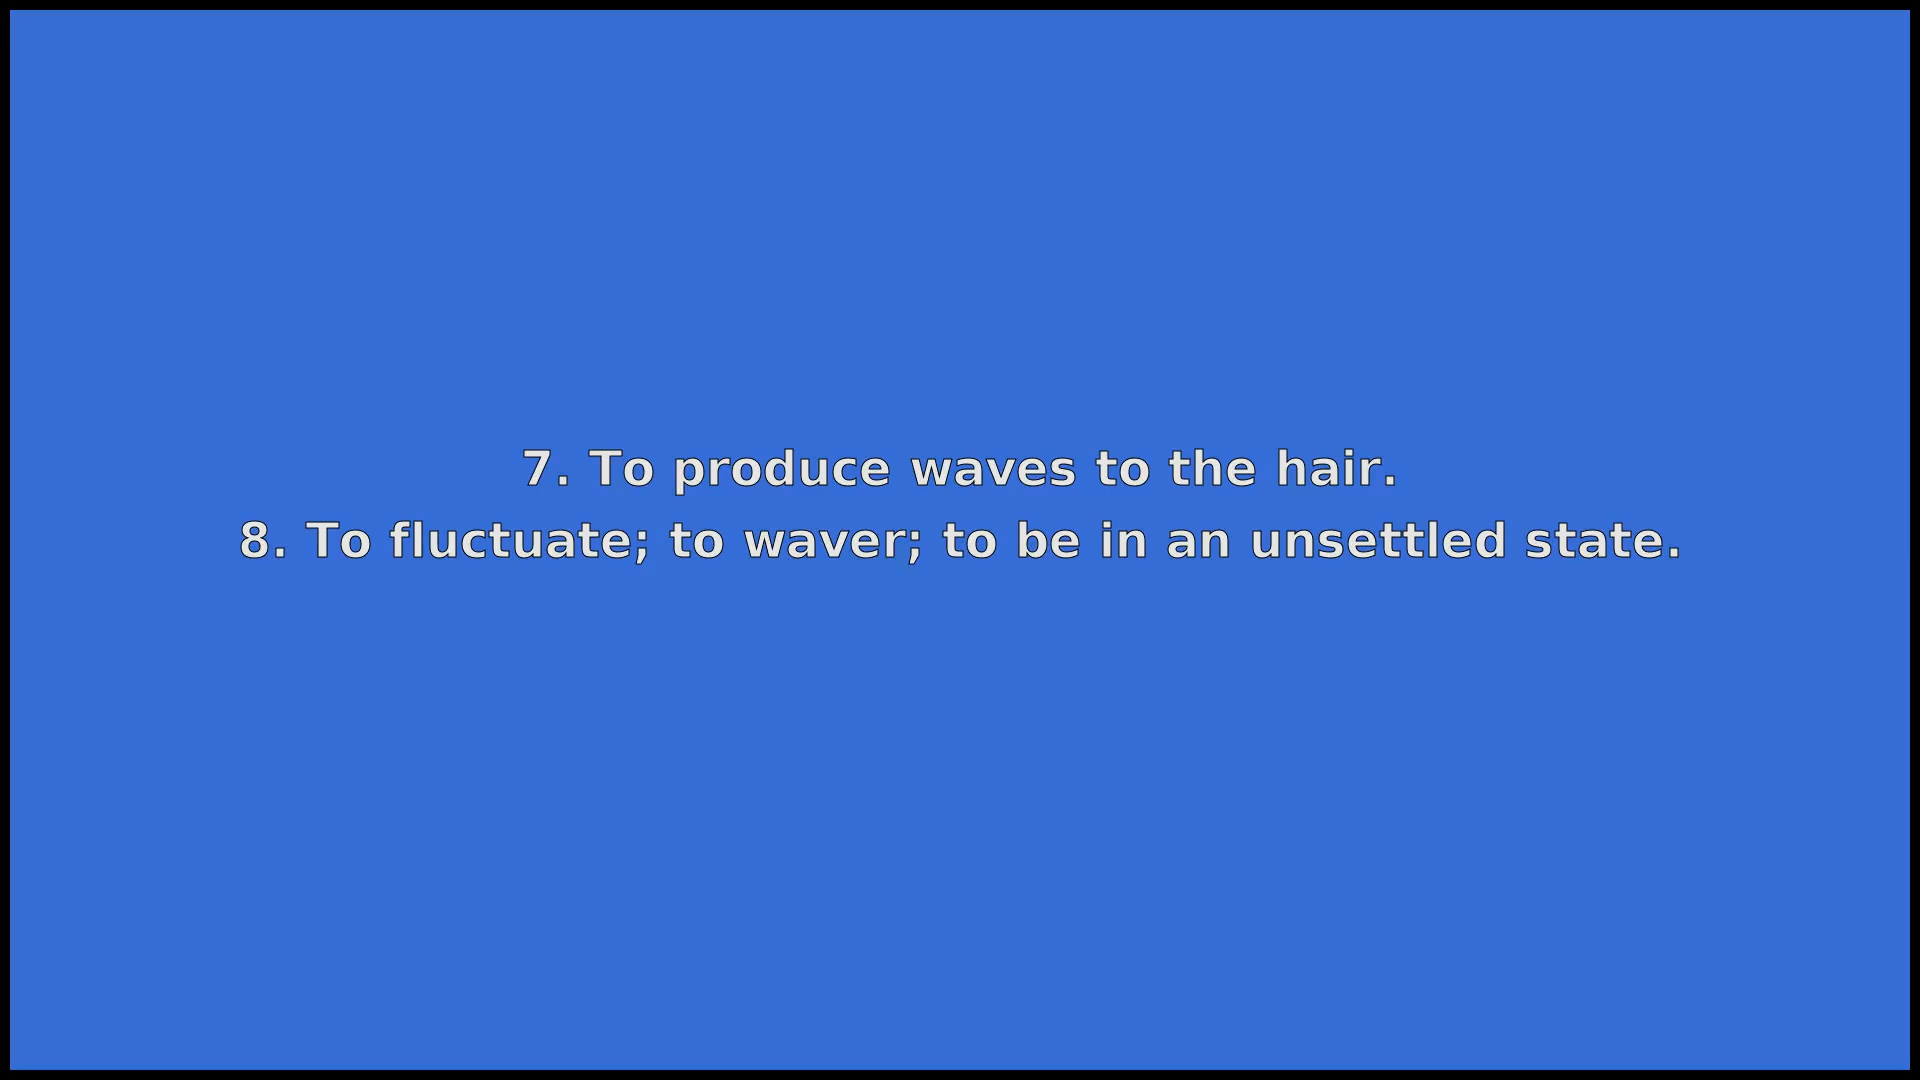 7. To produce waves to the hair.
8. To fluctuate; to waver; to be in an unsettled state.